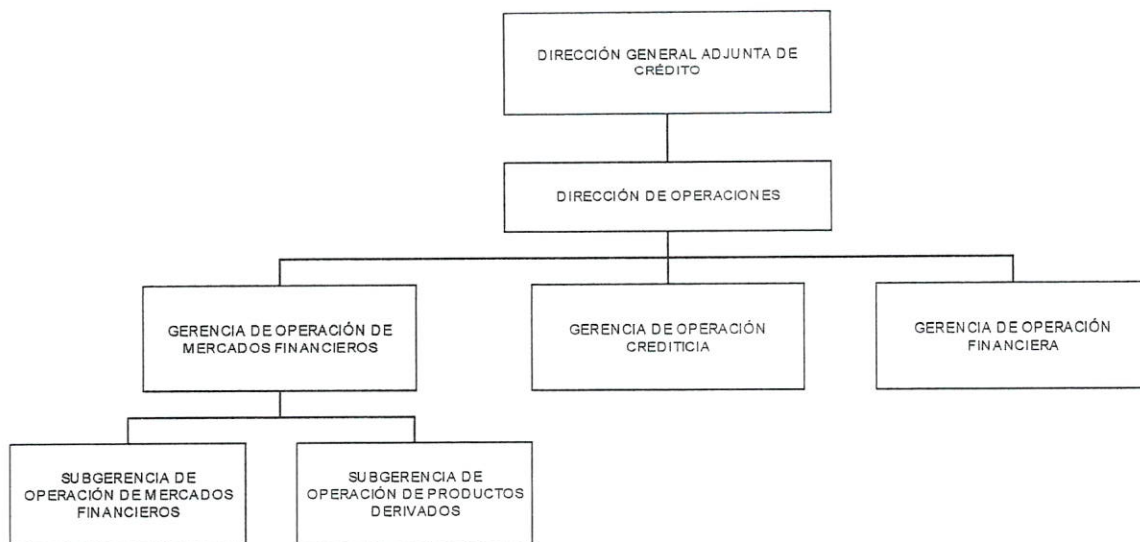 DIRECCIÓN GENERAL ADJUNTA DE
CRÉDITO
DIRECCIÓN DE OPERACIONES
GERENCIA DE OPERACIÓN DE
MERCADOS FINANCIEROS
GERENCIA DE OPERACIÓN
CREDITICIA
GERENCIA DE OPERACIÓN
FINANCIERA
SUBGERENCIA DE
OPERACIÓN DE MERCADOS
FINANCIEROS
SUBGERENCIA DE
OPERACIÓN DE PRODUCTOS
DERIVADOS